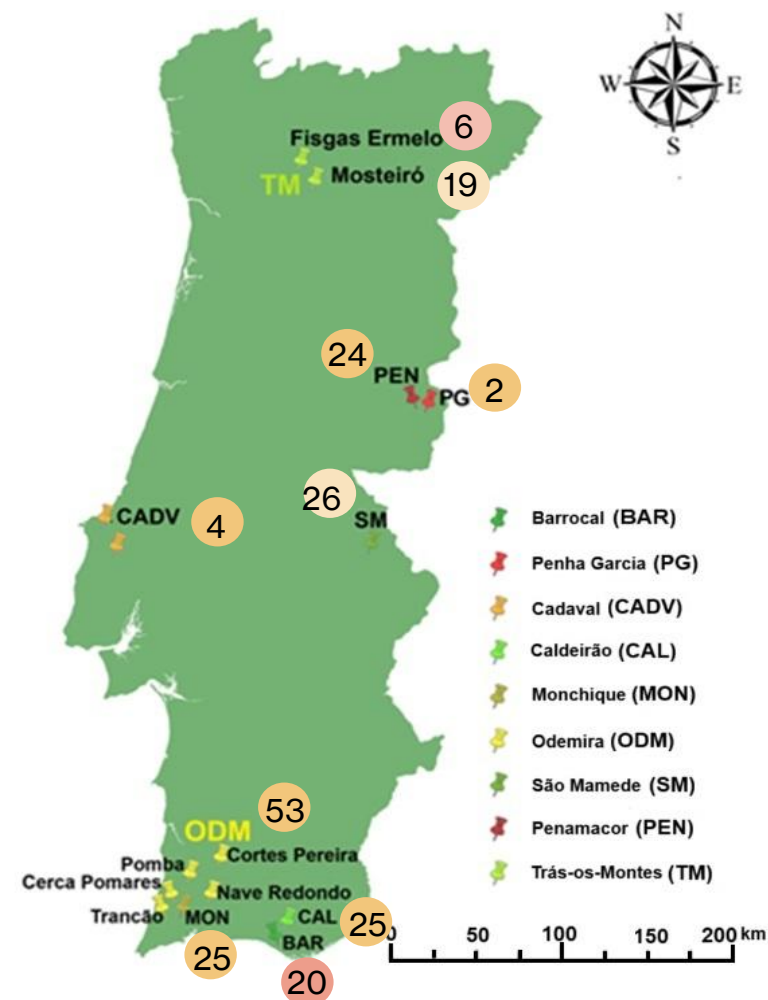 N
W E
S
Fisgas Ermelo 6
TM Mosteiró 19
24
PEN
PG 2
26
CADV 4
SM
Barrocal (BAR)
Penha Garcia (PG)
Cadaval (CADV)
Caldeirão (CAL)
Monchique (MON)
Odemira (ODM)
São Mamede (SM)
Penamacor (PEN)
Trás-os-Montes (TM)
53
ODM
Cortes Pereira
Pomba
Cerca Pomares
Nave Redondo
Trancão MON CAL 25
BAR
25
20
0 50 100 150 200 km